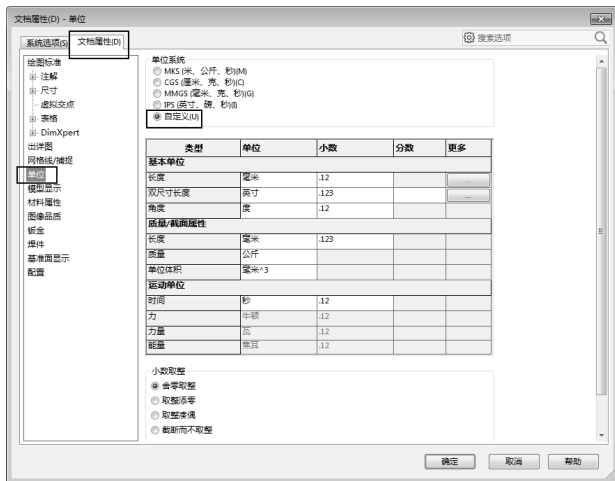 文档属性(D) - 单位
系统选项(S) 文档属性(D)
搜索选项
绘图标准
注解
尺寸
虚拟交点
表格
DimXpert
出详图
网格线/捕捉
单位
模型显示
材料属性
图像品质
钣金
焊件
基准面显示
配置
单位系统
MKS (米、公斤、秒)(M)
CGS (厘米、克、秒)(C)
MMGS (毫米、克、秒)(G)
IPS (英寸、磅、秒)(I)
自定义(U)
类型 单位 小数 分数 更多
基本单位
长度 毫米 .12 ...
双尺寸长度 英寸 .123 ...
角度 度 .12
质量/截面属性
长度 毫米 .123
质量 公斤
单位体积 毫米^3
运动单位
时间 秒 .12
力 牛顿 .12
力量 瓦 .12
能量 焦耳 .12
小数取整
舍零取整
取整添零
取整凑偶
截断而不取整
确定 取消 帮助